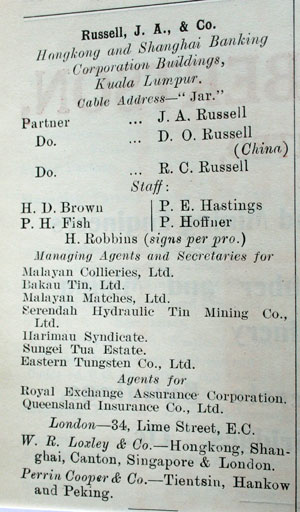 Russell, J. A., & Co.
Hongkong and Shanghai Banking
Corporation Buildings,
Kuala Lumpur.
Cable Address—"Jar."
Partner ... J. A. Russell
Do. ... D. O. Russell
(China)
Do. ... R. C. Russell
Staff:
H. D. Brown | P. E. Hastings
P. H. Fish | P. Hoffner
H. Robbins (signs per pro.)
Managing Agents and Secretaries for
Malayan Collieries, Ltd.
Bakau Tin, Ltd.
Malayan Matches, Ltd.
Serendah Hydraulic Tin Mining Co.,
Ltd.
Harimau Syndicate.
Sungei Tua Estate.
Eastern Tungsten Co., Ltd.
Agents for
Royal Exchange Assurance Corporation.
Queensland Insurance Co., Ltd.
London—34, Lime Street, E.C.
W. R. Loxley & Co.—Hongkong, Shan-
ghai, Canton, Singapore & London.
Perrin Cooper & Co.—Tientsin, Hankow
and Peking.